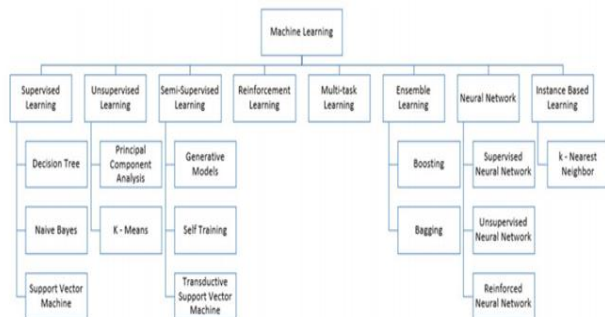 Machine Learning
Supervised
Learning
Unsupervised
Learning
Semi-Supervised
Learning
Reinforcement
Learning
Multi-task
Learning
Ensemble
Learning
Neural Network
Instance Based
Learning
Decision Tree
Principal
Component
Analysis
Generative
Models
Boosting
Supervised
Neural Network
k - Nearest
Neighbor
Naive Bayes
K - Means
Self Training
Bagging
Unsupervised
Neural Network
Support Vector
Machine
Transductive
Support Vector
Machine
Reinforced
Neural Network